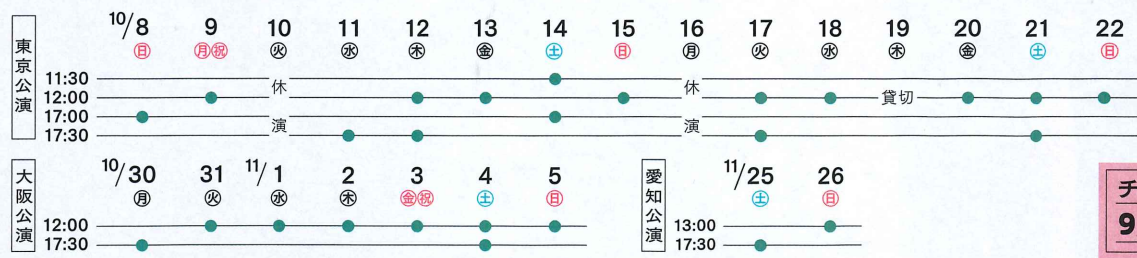 東京公演
10/8 9 10 11 12 13 14 15 16 17 18 19 20 21 22
日 月祝 火 水 木 金 土 日 月 火 水 木 金 土 日
11:30
12:00
17:00
17:30
休演
休演
貸切
大阪公演
10/30 31 11/1 2 3 4 5
月 火 水 木 金祝 土 日
12:00
17:30
愛知公演
11/25 26
土 日
13:00
17:30
チ
9